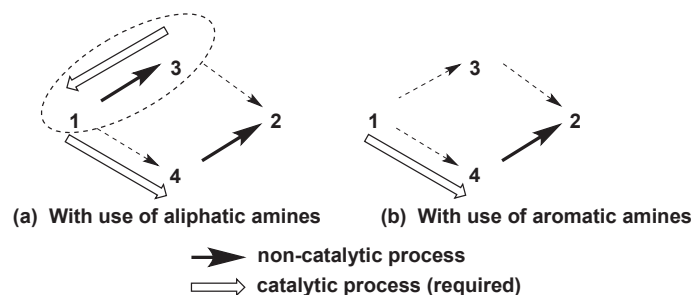 3
3
1
2
1
2
4
4
(a) With use of aliphatic amines
(b) With use of aromatic amines
non-catalytic process
catalytic process (required)